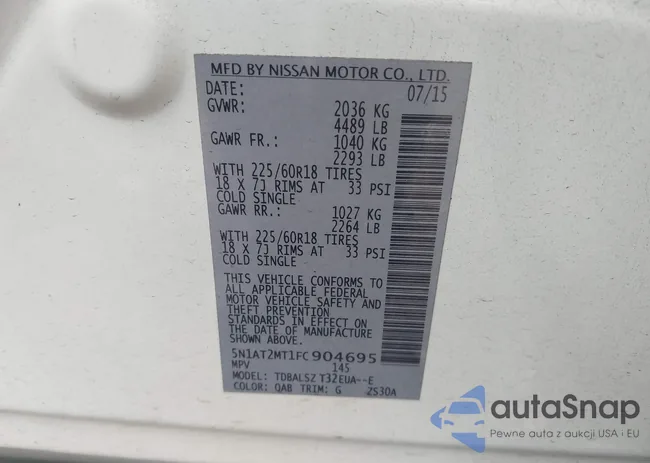 MFD BY NISSAN MOTOR CO., LTD.
DATE: 07/15
GVWR: 2036 KG
4489 LB
GAWR FR.: 1040 KG
2293 LB
WITH 225/60R18 TIRES
18 X 7J RIMS AT 33 PSI
COLD SINGLE
GAWR RR.: 1027 KG
2264 LB
WITH 225/60R18 TIRES
18 X 7J RIMS AT 33 PSI
COLD SINGLE
THIS VEHICLE CONFORMS TO
ALL APPLICABLE FEDERAL
MOTOR VEHICLE SAFETY AND
THEFT PREVENTION
STANDARDS IN EFFECT ON
THE DATE OF MANUFACTURE
SHOWN ABOVE.
5N1AT2MT1FC904695
MPV 145
MODEL: TDBALSZ T32EUA--E
COLOR: QAB TRIM: G 2S30A
autoSnap
Pewne auta z aukcji USA i EU